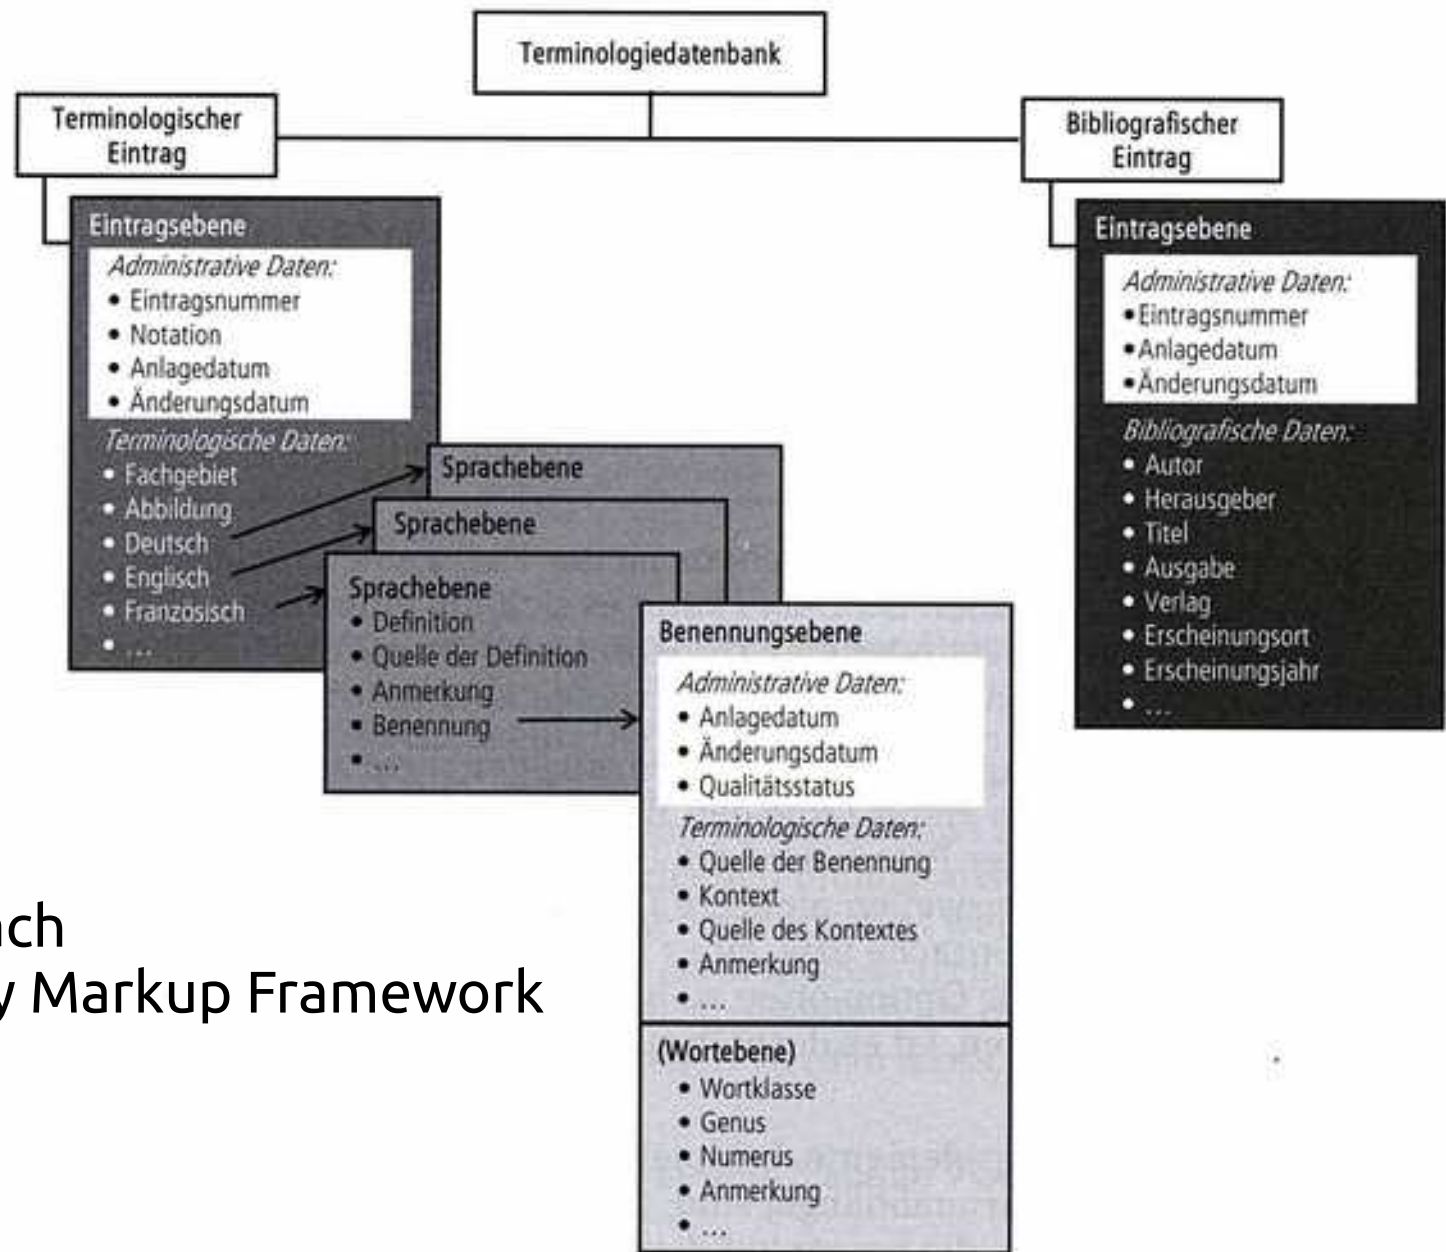 Terminologiedatenbank
Terminologischer
Eintrag
Bibliografischer
Eintrag
Eintragsebene
Administrative Daten:
• Eintragsnummer
• Notation
• Anlagedatum
• Änderungsdatum
Terminologische Daten:
• Fachgebiet
• Abbildung
• Deutsch
• Englisch
• Französisch
• ...
Sprachebene
Sprachebene
Sprachebene
• Definition
• Quelle der Definition
• Anmerkung
• Benennung
• ...
Benennungsebene
Administrative Daten:
• Anlagedatum
• Änderungsdatum
• Qualitätsstatus
Terminologische Daten:
• Quelle der Benennung
• Kontext
• Quelle des Kontextes
• Anmerkung
• ...
(Wortebene)
• Wortklasse
• Genus
• Numerus
• Anmerkung
• ...
Eintragsebene
Administrative Daten:
• Eintragsnummer
• Anlagedatum
• Änderungsdatum
Bibliografische Daten:
• Autor
• Herausgeber
• Titel
• Ausgabe
• Verlag
• Erscheinungsort
• Erscheinungsjahr
• ...
ach
y Markup Framework